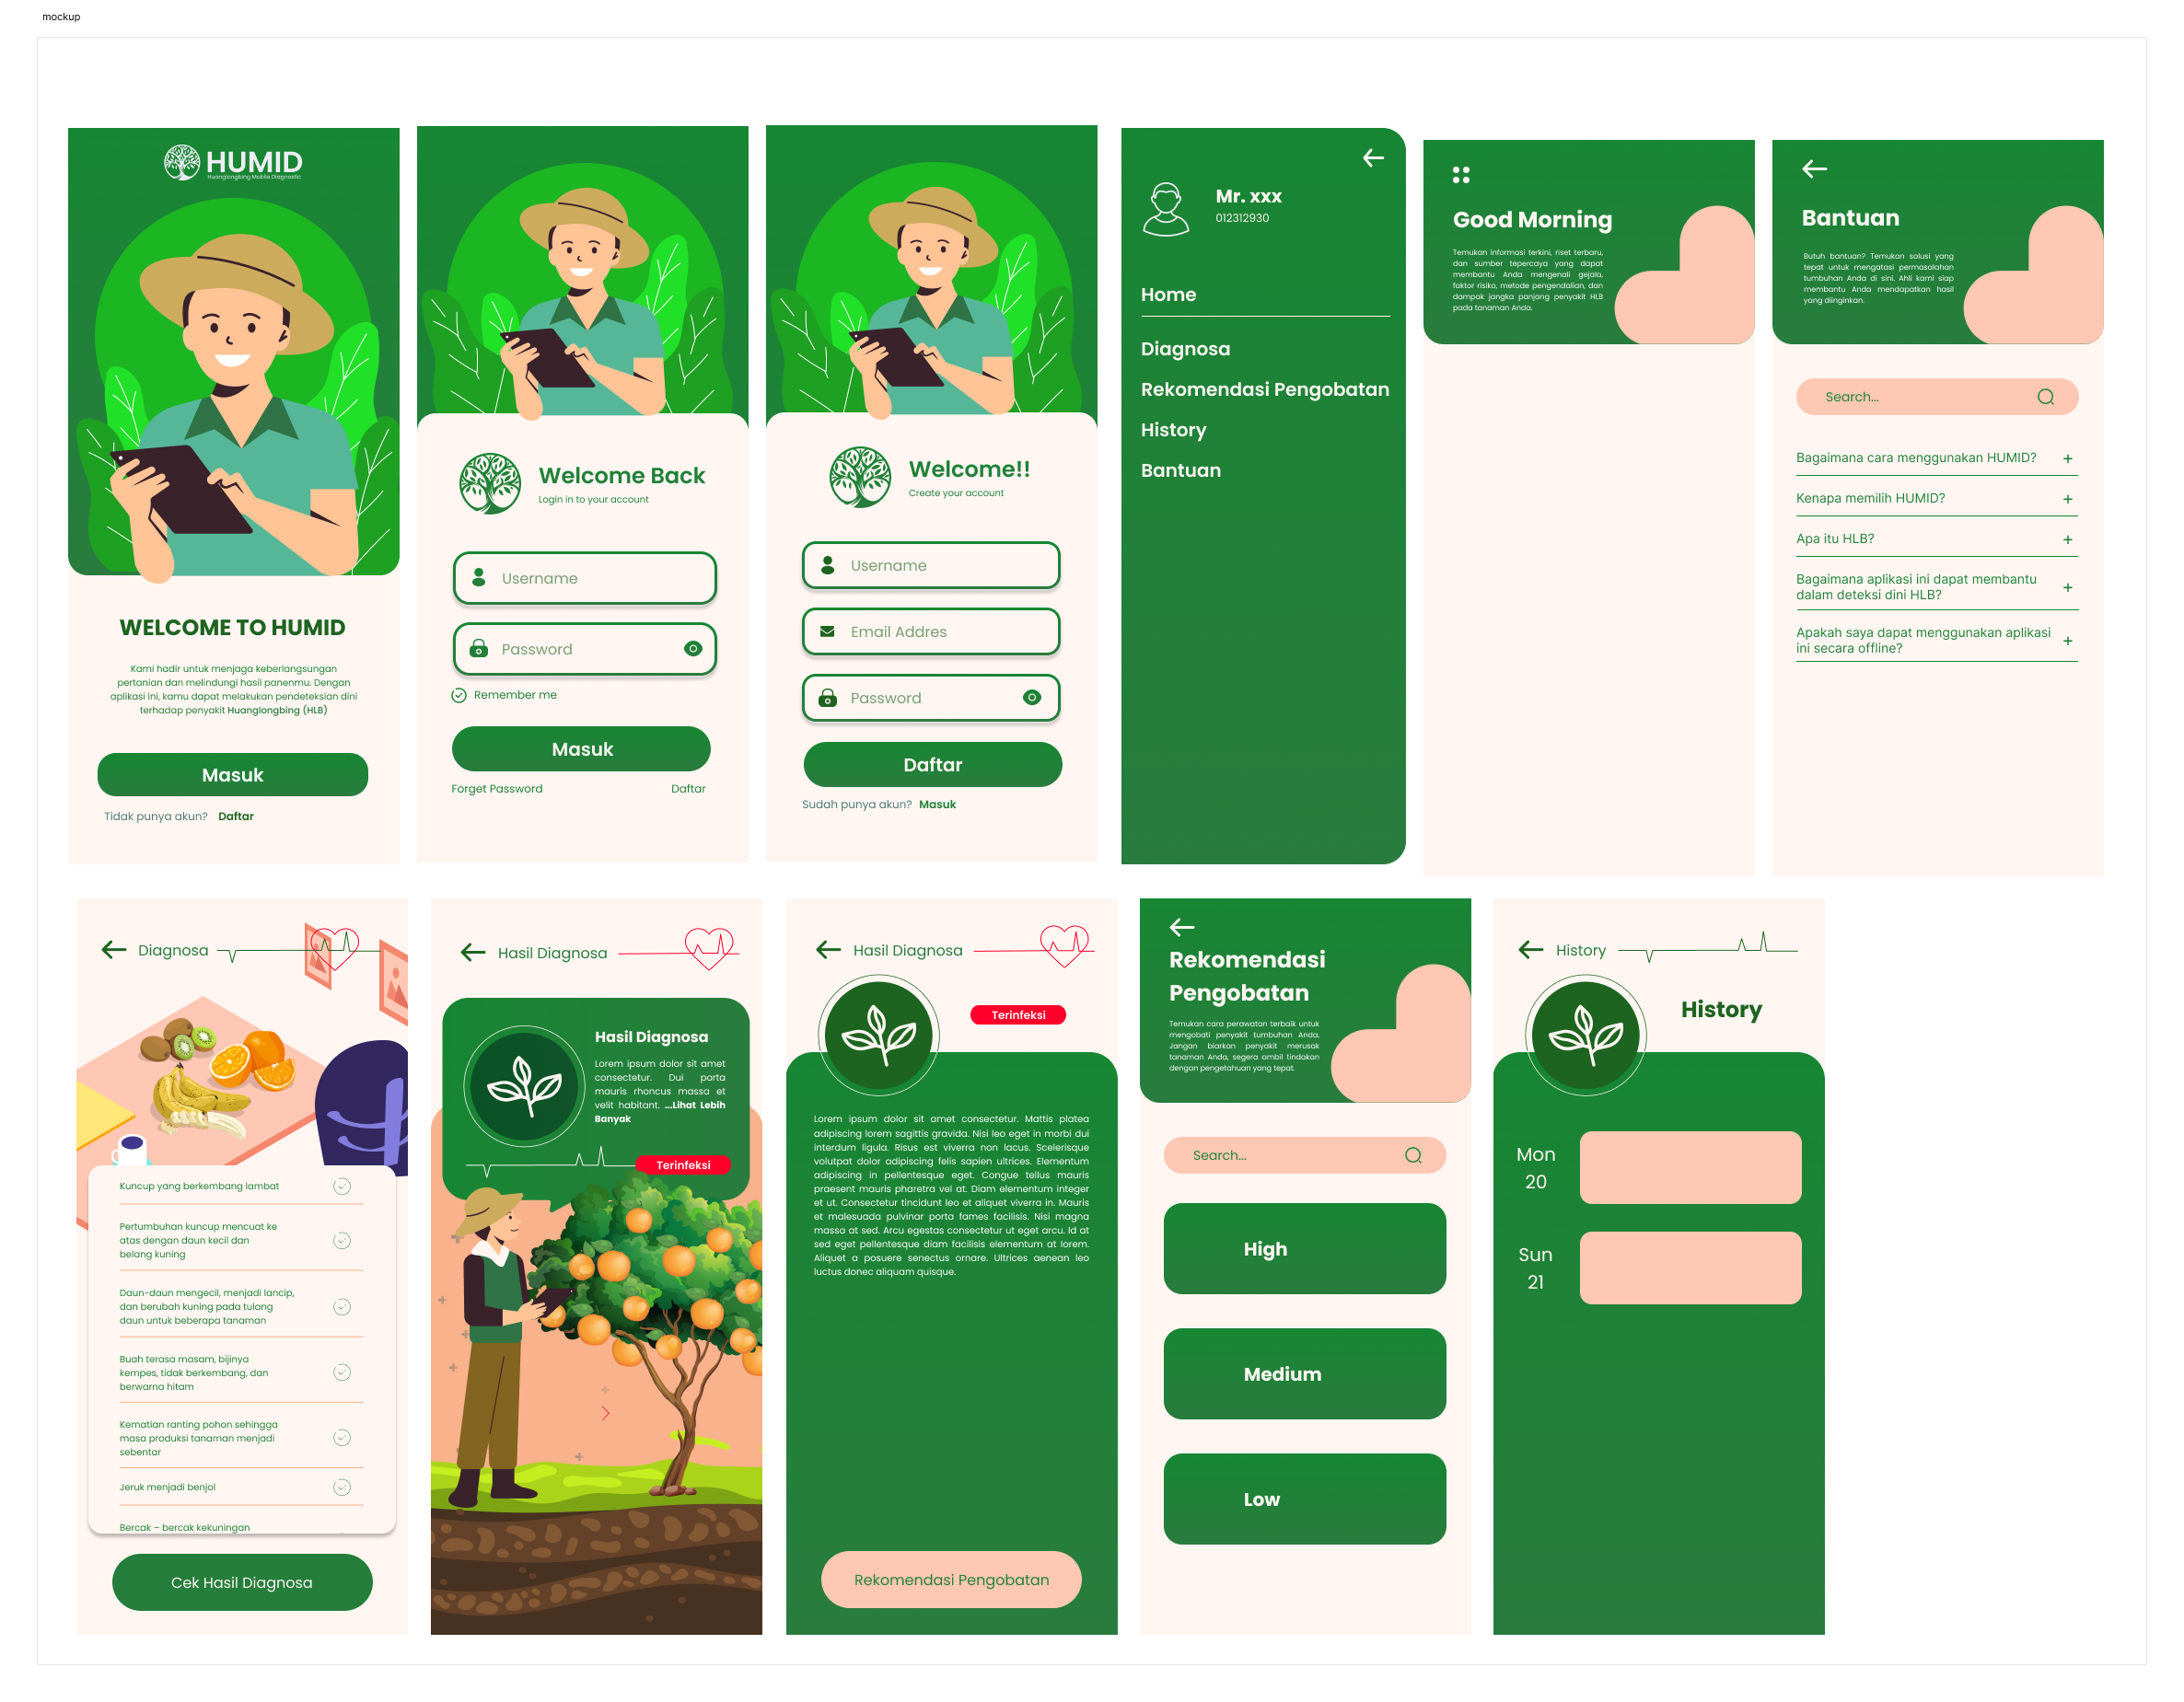 mockup
HUMID
Huanglongbing Mobile Diagnostic
WELCOME TO HUMID
Kami hadir untuk menjaga keberlangsungan
pertanian dan melindungi hasil panenmu. Dengan
aplikasi ini, kamu dapat melakukan pendeteksian dini
terhadap penyakit Huanglongbing (HLB)
Masuk
Tidak punya akun? Daftar
Welcome Back
Login in to your account
Username
Password
Remember me
Masuk
Forget Password Daftar
Welcome!!
Create your account
Username
Email Addres
Password
Daftar
Sudah punya akun? Masuk
Mr. xxx
012312930
Home
Diagnosa
Rekomendasi Pengobatan
History
Bantuan
Good Morning
Temukan informasi terkini, riset terbaru,
dan sumber tepercaya yang dapat
membantu Anda mengenali gejala,
faktor risiko, metode pengendalian, dan
dampak jangka panjang penyakit HLB
pada tanaman Anda.
Bantuan
Butuh bantuan? Temukan solusi yang
tepat untuk mengatasi permasalahan
tumbuhan Anda di sini. Ahli kami siap
membantu Anda mendapatkan hasil
yang diinginkan.
Search...
Bagaimana cara menggunakan HUMID? +
Kenapa memilih HUMID? +
Apa itu HLB? +
Bagaimana aplikasi ini dapat membantu
dalam deteksi dini HLB? +
Apakah saya dapat menggunakan aplikasi
ini secara offline? +
Diagnosa
Kuncup yang berkembang lambat
Pertumbuhan kuncup mencuat ke
atas dengan daun kecil dan
belang kuning
Daun-daun mengecil, menjadi lancip,
dan berubah kuning pada tulang
daun untuk beberapa tanaman
Buah terasa masam, bijinya
kempes, tidak berkembang, dan
berwarna hitam
Kematian ranting pohon sehingga
masa produksi tanaman menjadi
sebentar
Jeruk menjadi benjol
Bercak – bercak kekuningan
Cek Hasil Diagnosa
Hasil Diagnosa
Hasil Diagnosa
Lorem ipsum dolor sit amet
consectetur. Dui porta
mauris rhoncus massa et
velit habitant. ...Lihat Lebih
Banyak
Terinfeksi
Hasil Diagnosa
Terinfeksi
Lorem ipsum dolor sit amet consectetur. Mattis platea
adipiscing lorem sagittis gravida. Nisi leo eget in morbi dui
interdum ligula. Risus est viverra non lacus. Scelerisque
volutpat dolor adipiscing felis sapien ultrices. Elementum
adipiscing in pellentesque eget. Congue tellus mauris
praesent mauris pharetra vel at. Diam elementum integer
et ut. Consectetur tincidunt leo et aliquet viverra in. Mauris
et malesuada pulvinar porta fames facilisis. Nisi magna
massa at sed. Arcu egestas consectetur ut eget arcu. Id at
sed eget pellentesque diam facilisis elementum at lorem.
Aliquet a posuere senectus ornare. Ultrices aenean leo
luctus donec aliquam quisque.
Rekomendasi Pengobatan
Rekomendasi
Pengobatan
Temukan cara perawatan terbaik untuk
mengobati penyakit tumbuhan Anda.
Jangan biarkan penyakit merusak
tanaman Anda, segera ambil tindakan
dengan pengetahuan yang tepat.
Search...
High
Medium
Low
History
History
Mon
20
Sun
21